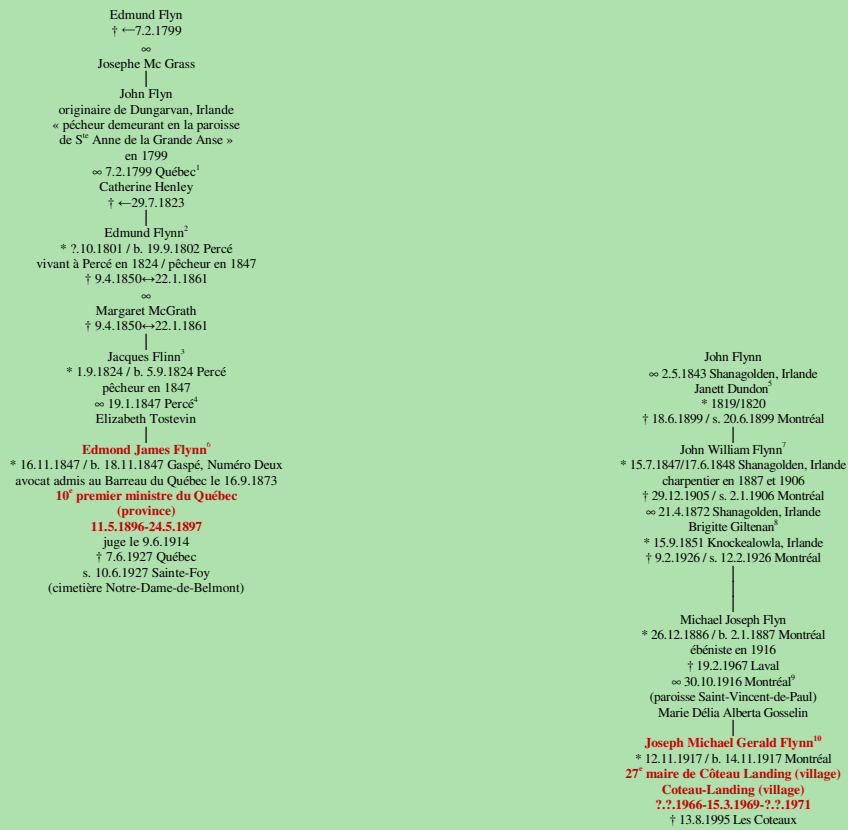 Edmund Flyn
† ←7.2.1799
∞
Josephe Mc Grass
John Flyn
originaire de Dungarvan, Irlande
« pécheur demeurant en la paroisse
de Sᵗᵉ Anne de la Grande Anse »
en 1799
∞ 7.2.1799 Québec¹
Catherine Henley
† ←29.7.1823
Edmund Flynn²
* ?.10.1801 / b. 19.9.1802 Percé
vivant à Percé en 1824 / pêcheur en 1847
† 9.4.1850↔22.1.1861
∞
Margaret McGrath
† 9.4.1850↔22.1.1861
Jacques Flinn³
* 1.9.1824 / b. 5.9.1824 Percé
pêcheur en 1847
∞ 19.1.1847 Percé⁴
Elizabeth Tostevin
Edmond James Flynn⁶
* 16.11.1847 / b. 18.11.1847 Gaspé, Numéro Deux
avocat admis au Barreau du Québec le 16.9.1873
10ᵉ premier ministre du Québec
(province)
11.5.1896-24.5.1897
juge le 9.6.1914
† 7.6.1927 Québec
s. 10.6.1927 Sainte-Foy
(cimetière Notre-Dame-de-Belmont)
John Flynn
∞ 2.5.1843 Shanagolden, Irlande
Janett Dundon⁵
* 1819/1820
† 18.6.1899 / s. 20.6.1899 Montréal
John William Flynn⁷
* 15.7.1847/17.6.1848 Shanagolden, Irlande
charpentier en 1887 et 1906
† 29.12.1905 / s. 2.1.1906 Montréal
∞ 21.4.1872 Shanagolden, Irlande
Brigitte Giltenan⁸
* 15.9.1851 Knockealowla, Irlande
† 9.2.1926 / s. 12.2.1926 Montréal
Michael Joseph Flyn
* 26.12.1886 / b. 2.1.1887 Montréal
ébéniste en 1916
† 19.2.1967 Laval
∞ 30.10.1916 Montréal⁹
(paroisse Saint-Vincent-de-Paul)
Marie Délia Alberta Gosselin
Joseph Michael Gerald Flynn¹⁰
* 12.11.1917 / b. 14.11.1917 Montréal
27ᵉ maire de Côteau Landing (village)
Coteau-Landing (village)
?.?.1966-15.3.1969-?.?.1971
† 13.8.1995 Les Coteaux